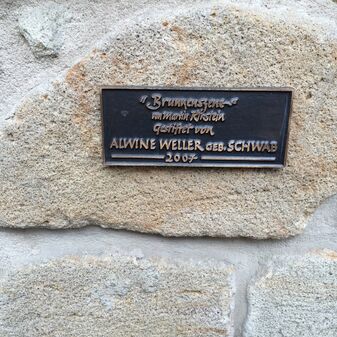 "Brunnenszene"
von Martin Kirstein
Gestiftet von
ALWINE WELLER GEB. SCHWAB
2007